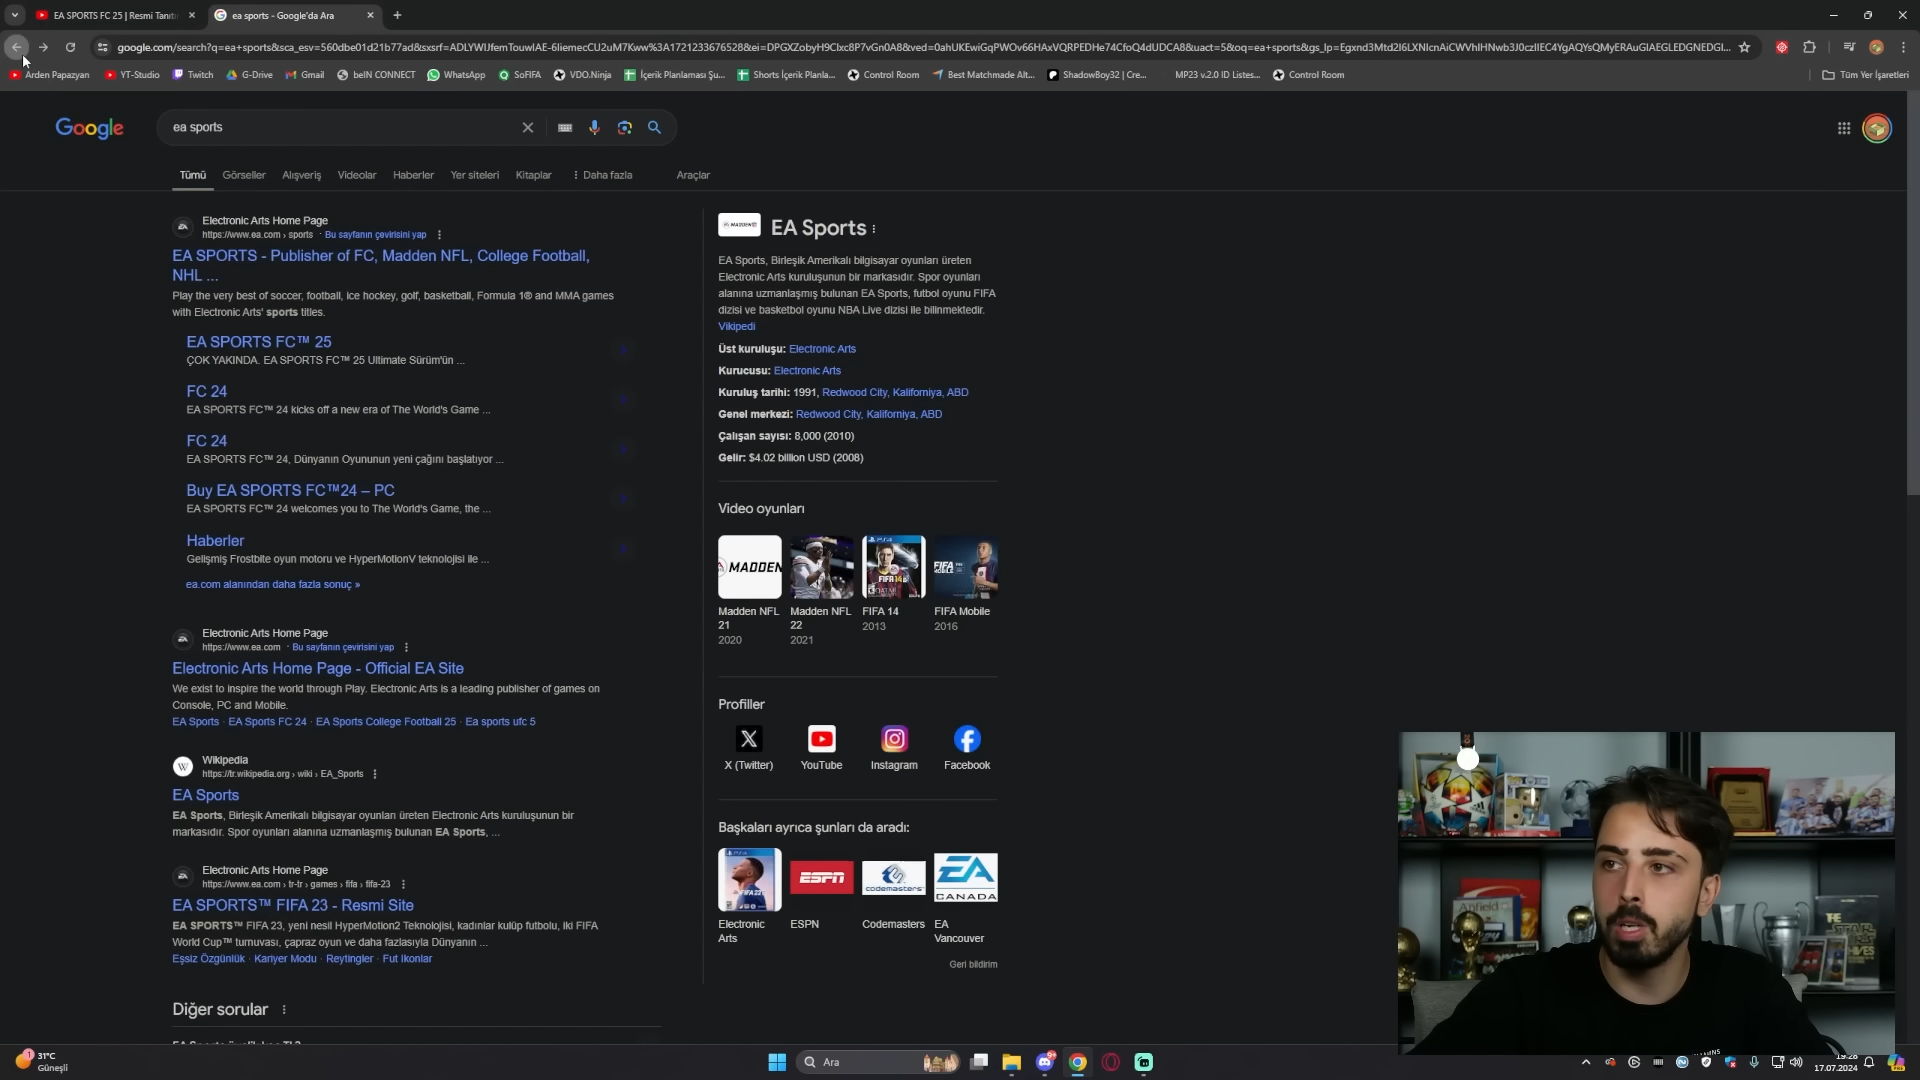 EA SPORTS FC 25 | Resmi Tanıtı
ea sports - Google'da Ara
Arden Papazyan
YT-Studio
Twitch
G-Drive
Gmail
beIN CONNECT
WhatsApp
SoFIFA
VDO.Ninja
İçerik Planlaması Şu...
Shorts İçerik Planla...
Control Room
Best Matchmade Alt...
ShadowBoy32 | Cre...
MP23 v.2.0 ID Listes...
Control Room
Tüm Yer İşaretleri
Google
ea sports
Tümü
Görseller
Alışveriş
Videolar
Haberler
Yer siteleri
Kitaplar
Daha fazla
Araçlar
Electronic Arts Home Page
https://www.ea.com › sports · Bu sayfanın çevirisini yap
EA SPORTS - Publisher of FC, Madden NFL, College Football,
NHL ...
Play the very best of soccer, football, ice hockey, golf, basketball, Formula 1® and MMA games
with Electronic Arts' sports titles.
EA SPORTS FC™ 25
ÇOK YAKINDA. EA SPORTS FC™ 25 Ultimate Sürüm'ün ...
FC 24
EA SPORTS FC™ 24 kicks off a new era of The World's Game ...
FC 24
EA SPORTS FC™ 24, Dünyanın Oyununun yeni çağını başlatıyor ...
Buy EA SPORTS FC™24 – PC
EA SPORTS FC™ 24 welcomes you to The World's Game, the ...
Haberler
Gelişmiş Frostbite oyun motoru ve HyperMotionV teknolojisi ile ...
ea.com alanından daha fazla sonuç »
Electronic Arts Home Page
https://www.ea.com · Bu sayfanın çevirisini yap
Electronic Arts Home Page - Official EA Site
We exist to inspire the world through Play. Electronic Arts is a leading publisher of games on
Console, PC and Mobile.
EA Sports · EA Sports FC 24 · EA Sports College Football 25 · Ea sports ufc 5
Wikipedia
https://tr.wikipedia.org › wiki › EA_Sports
EA Sports
EA Sports, Birleşik Amerikalı bilgisayar oyunları üreten Electronic Arts kuruluşunun bir
markasıdır. Spor oyunları alanına uzmanlaşmış bulunan EA Sports, ...
Electronic Arts Home Page
https://www.ea.com › tr-tr › games › fifa › fifa-23
EA SPORTS™ FIFA 23 - Resmi Site
EA SPORTS™ FIFA 23, yeni nesil HyperMotion2 Teknolojisi, kadınlar kulüp futbolu, iki FIFA
World Cup™ turnuvası, çapraz oyun ve daha fazlasıyla Dünyanın ...
Eşsiz Özgünlük · Kariyer Modu · Reytingler · Fut Ikonlar
Diğer sorular
EA Sports
EA Sports, Birleşik Amerikalı bilgisayar oyunları üreten
Electronic Arts kuruluşunun bir markasıdır. Spor oyunları
alanına uzmanlaşmış bulunan EA Sports, futbol oyunu FIFA
dizisi ve basketbol oyunu NBA Live dizisi ile bilinmektedir.
Vikipedi
Üst kuruluşu: Electronic Arts
Kurucusu: Electronic Arts
Kuruluş tarihi: 1991, Redwood City, Kaliforniya, ABD
Genel merkezi: Redwood City, Kaliforniya, ABD
Çalışan sayısı: 8,000 (2010)
Gelir: $4.02 billion USD (2008)
Video oyunları
MADDEN
FIFA 14
FIFA MOBILE
Madden NFL 21
2020
Madden NFL 22
2021
FIFA 14
2013
FIFA Mobile
2016
Profiller
X (Twitter)
YouTube
Instagram
Facebook
Başkaları ayrıca şunları da aradı:
ESPN
codemasters
EA CANADA
Electronic Arts
ESPN
Codemasters
EA Vancouver
Geri bildirim
Anfield
THE STAR WARS ARCHIVES
31°C
Güneşli
Ara
19:28
17.07.2024